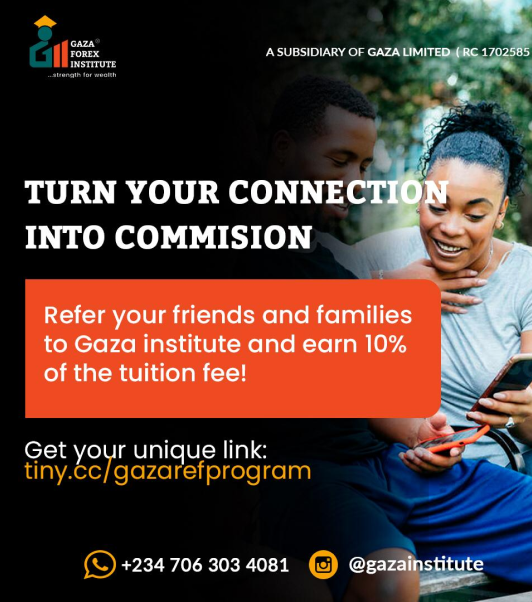 GAZA®
FOREX
INSTITUTE
...strength for wealth
A SUBSIDIARY OF GAZA LIMITED ( RC 1702585
TURN YOUR CONNECTION
INTO COMMISION
Refer your friends and families
to Gaza institute and earn 10%
of the tuition fee!
Get your unique link:
tiny.cc/gazarefprogram
+234 706 303 4081 @gazainstitute